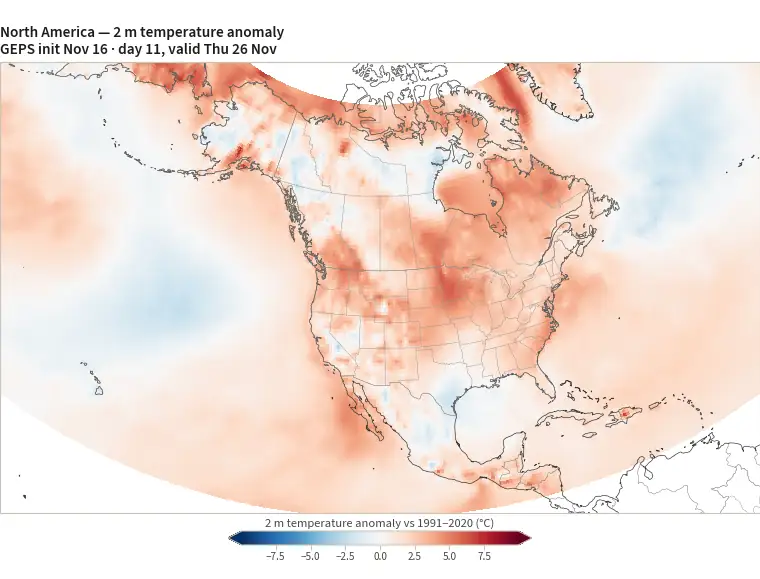 North America — 2 m temperature anomaly
GEPS init Nov 16 · day 11, valid Thu 26 Nov
2 m temperature anomaly vs 1991–2020 (°C)
−7.5 −5.0 −2.5 0.0 2.5 5.0 7.5